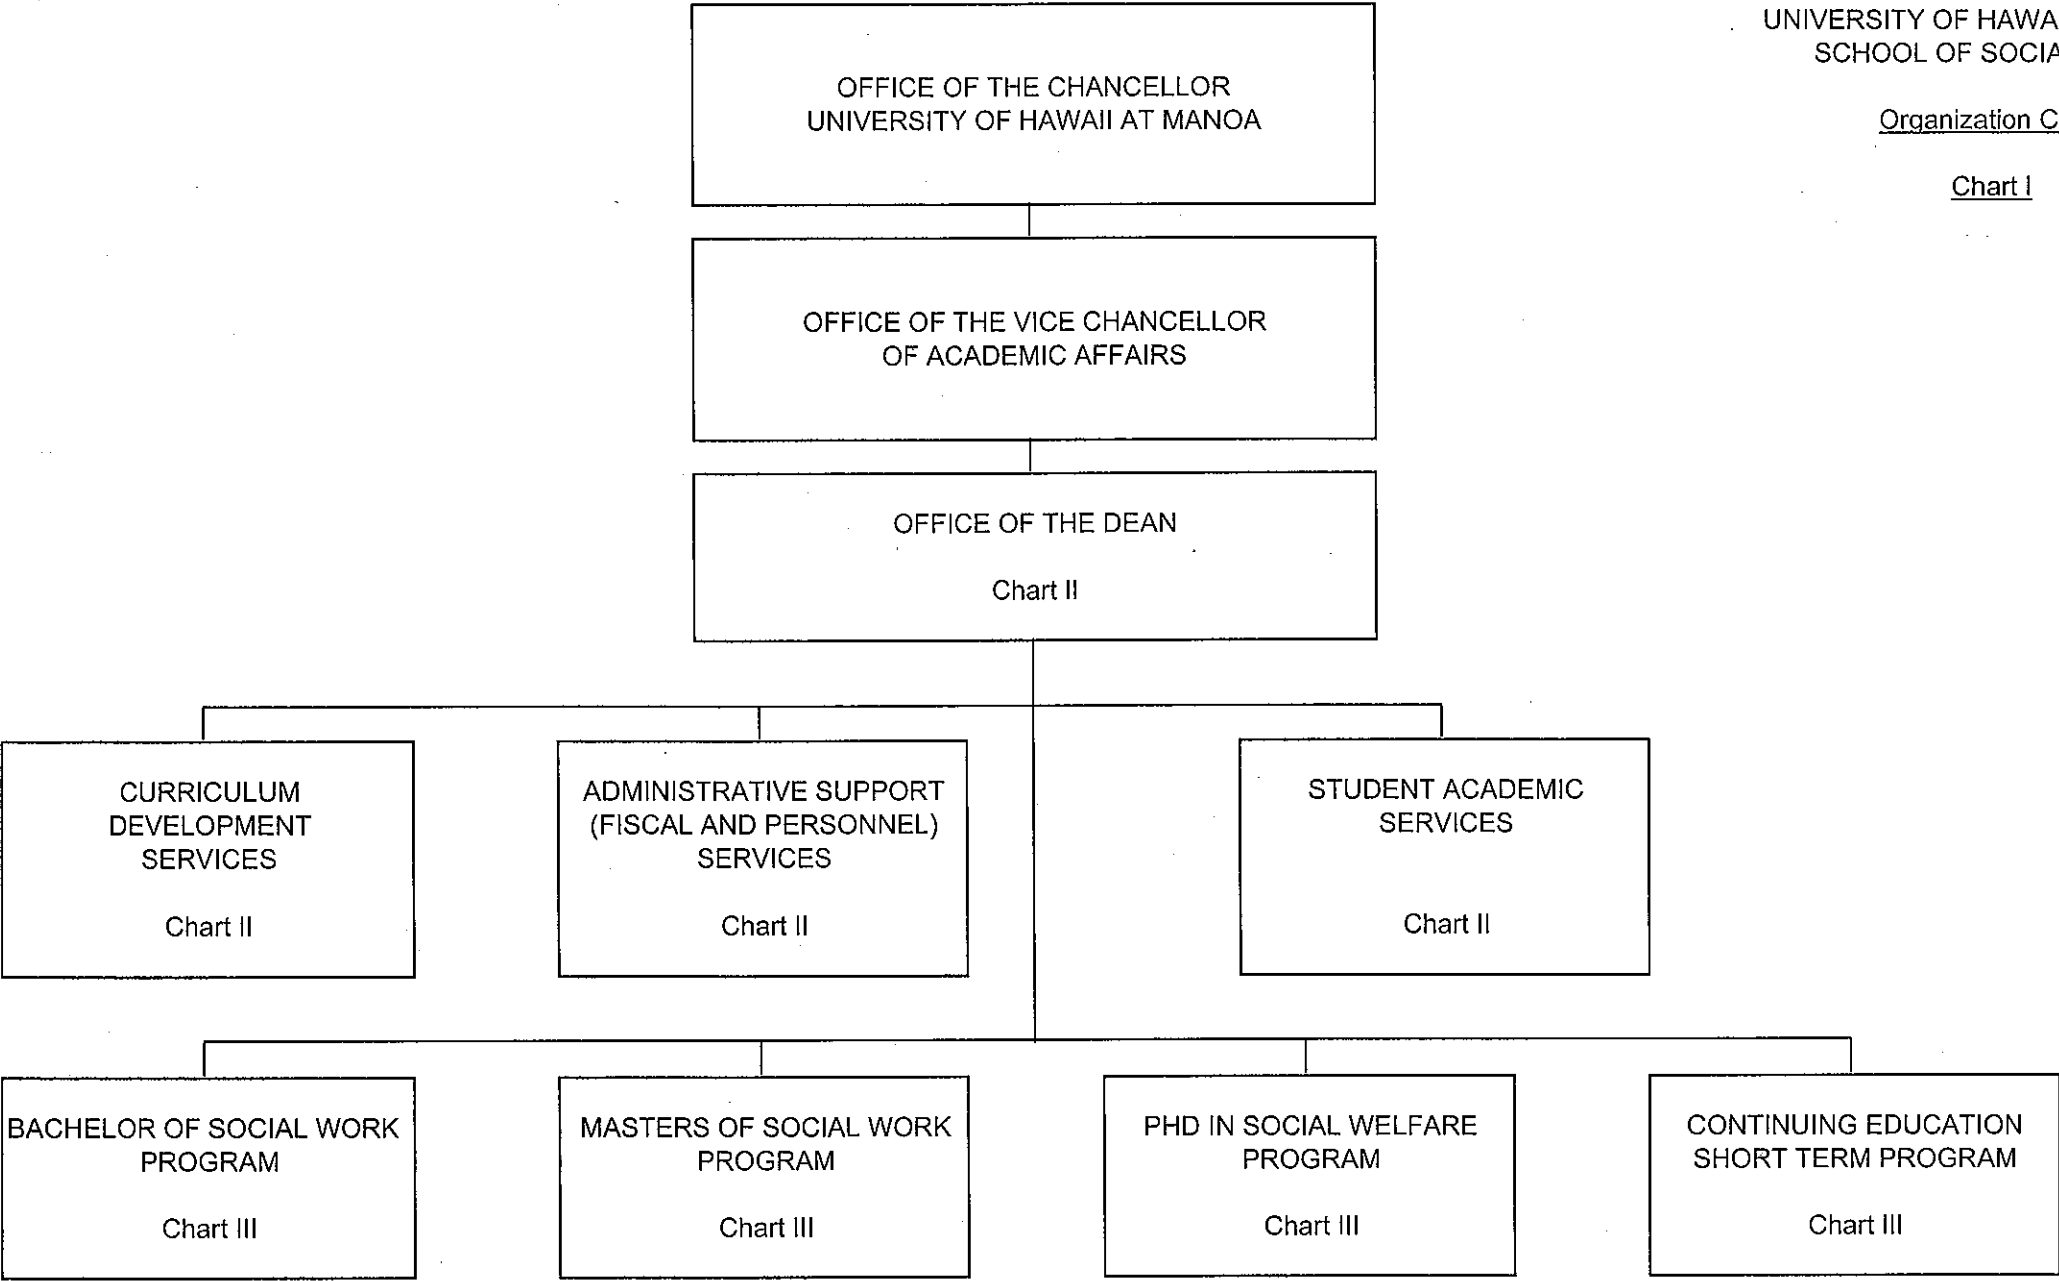 OFFICE OF THE CHANCELLOR
UNIVERSITY OF HAWAII AT MANOA
UNIVERSITY OF HAWA
SCHOOL OF SOCIA
Organization C
Chart I
OFFICE OF THE VICE CHANCELLOR
OF ACADEMIC AFFAIRS
OFFICE OF THE DEAN
Chart II
CURRICULUM
DEVELOPMENT
SERVICES
Chart II
ADMINISTRATIVE SUPPORT
(FISCAL AND PERSONNEL)
SERVICES
Chart II
STUDENT ACADEMIC
SERVICES
Chart II
BACHELOR OF SOCIAL WORK
PROGRAM
Chart III
MASTERS OF SOCIAL WORK
PROGRAM
Chart III
PHD IN SOCIAL WELFARE
PROGRAM
Chart III
CONTINUING EDUCATION
SHORT TERM PROGRAM
Chart III